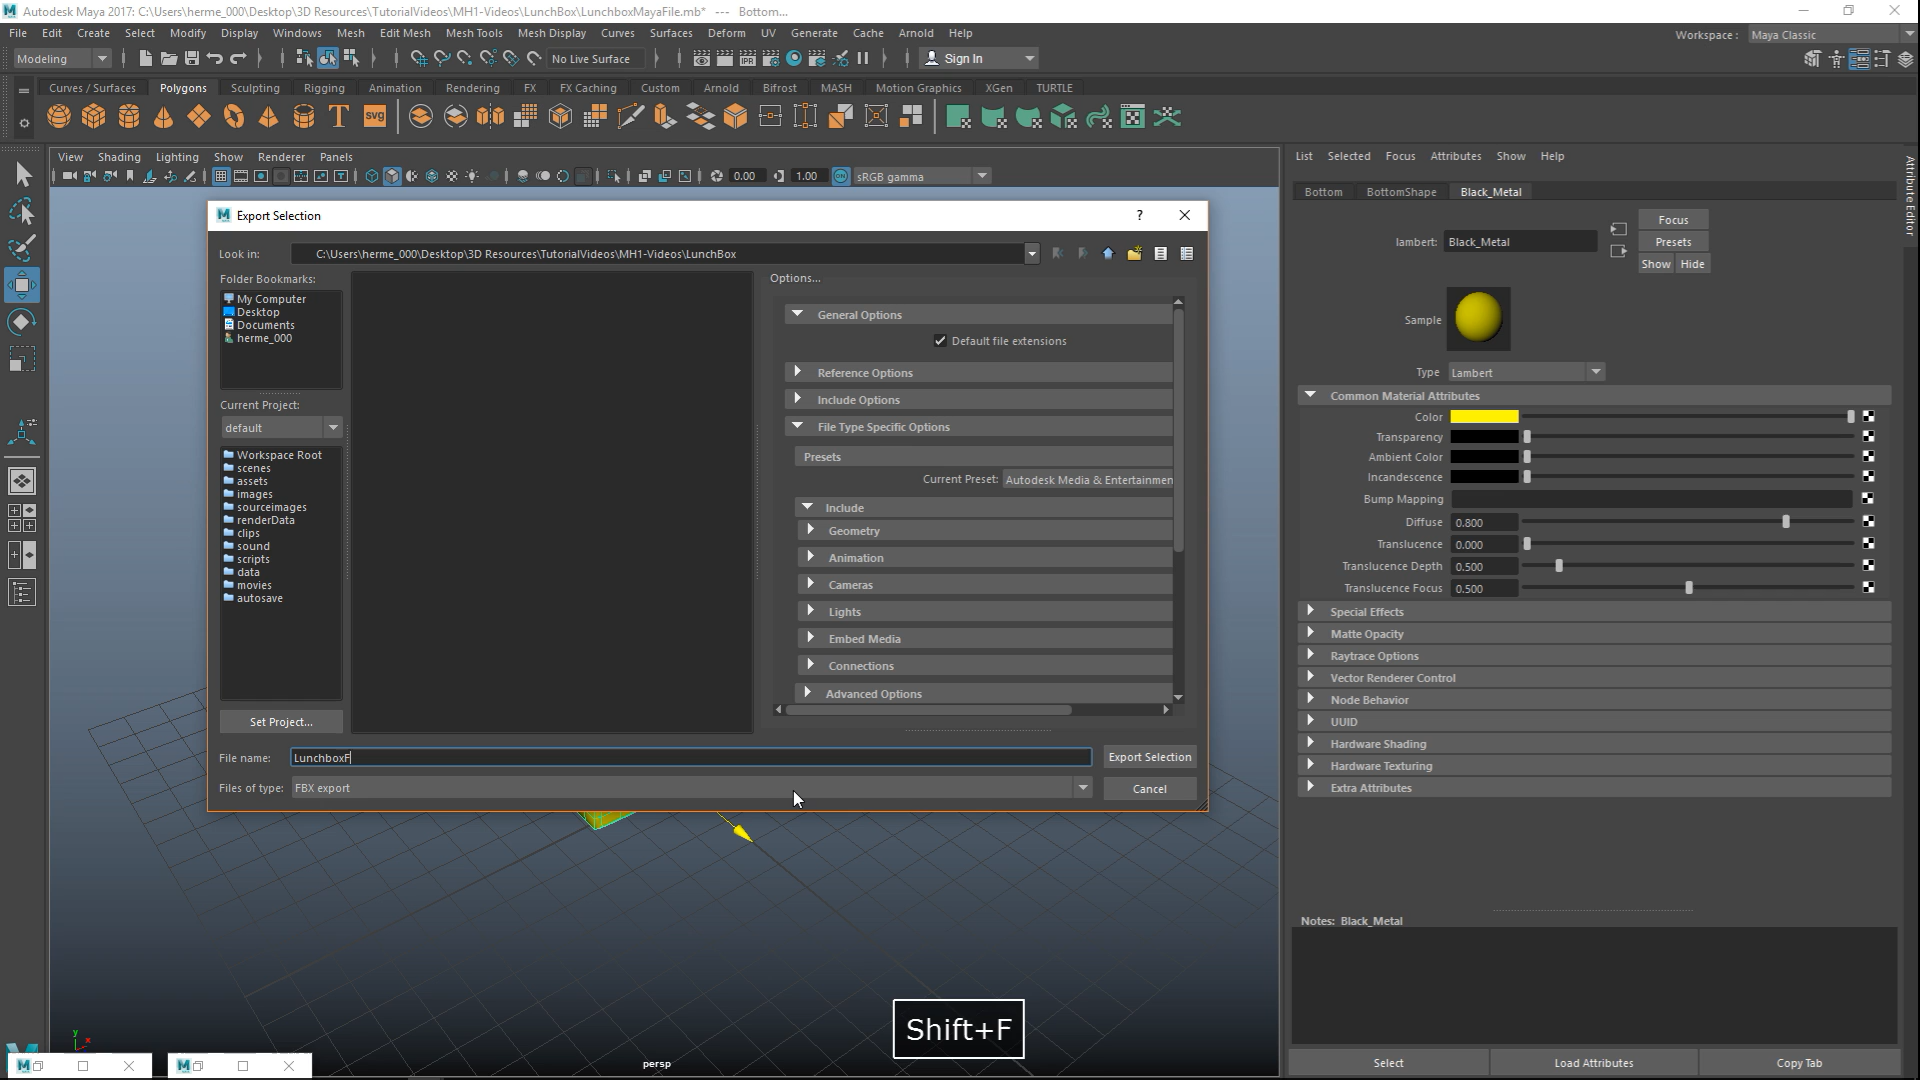 Autodesk Maya 2017: C:\Users\herme_000\Desktop\3D Resources\TutorialVideos\MH1-Videos\LunchBox\LunchboxMayaFile.mb* --- Bottom...
File Edit Create Select Modify Display Windows Mesh Edit Mesh Mesh Tools Mesh Display Curves Surfaces Deform UV Generate Cache Arnold Help
Workspace : Maya Classic
Modeling No Live Surface Sign In
Curves / Surfaces Polygons Sculpting Rigging Animation Rendering FX FX Caching Custom Arnold Bifrost MASH Motion Graphics XGen TURTLE
T SVG
View Shading Lighting Show Renderer Panels
0.00 1.00 ON sRGB gamma
List Selected Focus Attributes Show Help
Attribute Editor
Bottom BottomShape Black_Metal
lambert: Black_Metal
Focus
Presets
Show Hide
Sample
Type Lambert
Common Material Attributes
Color
Transparency
Ambient Color
Incandescence
Bump Mapping
Diffuse 0.800
Translucence 0.000
Translucence Depth 0.500
Translucence Focus 0.500
Special Effects
Matte Opacity
Raytrace Options
Vector Renderer Control
Node Behavior
UUID
Hardware Shading
Hardware Texturing
Extra Attributes
Notes: Black_Metal
Select Load Attributes Copy Tab
Export Selection ?
Look in: C:\Users\herme_000\Desktop\3D Resources\TutorialVideos\MH1-Videos\LunchBox
Folder Bookmarks:
My Computer
Desktop
Documents
herme_000
Current Project:
default
Workspace Root
scenes
assets
images
sourceimages
renderData
clips
sound
scripts
data
movies
autosave
Set Project...
Options...
General Options
Default file extensions
Reference Options
Include Options
File Type Specific Options
Presets
Current Preset: Autodesk Media & Entertainmen
Include
Geometry
Animation
Cameras
Lights
Embed Media
Connections
Advanced Options
File name: LunchboxF Export Selection
Files of type: FBX export Cancel
Shift+F
y
x
persp